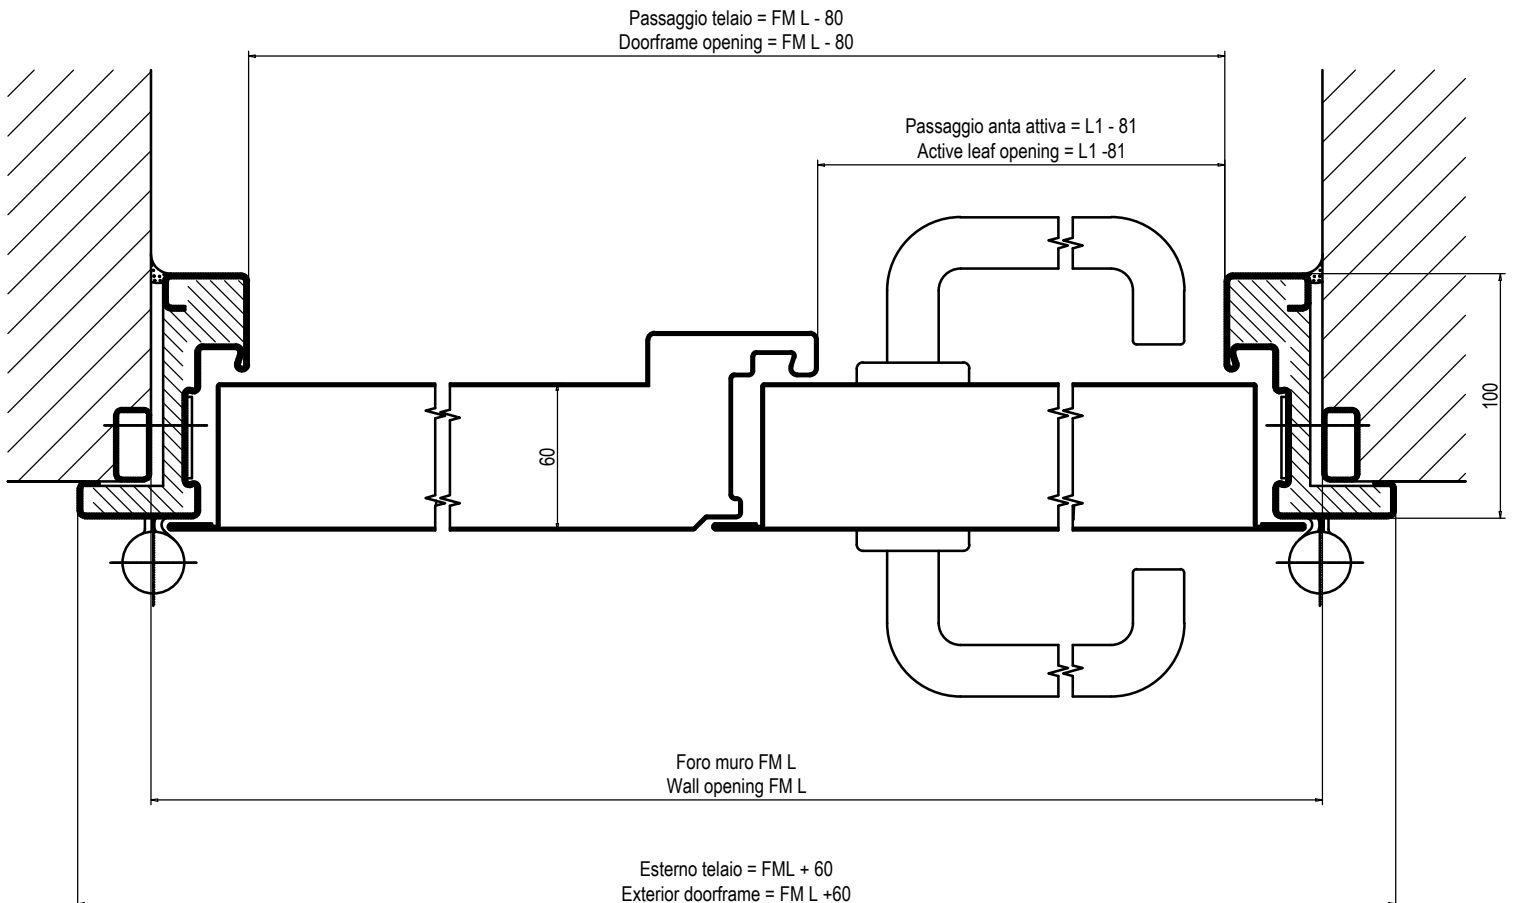 Passaggio telaio = FM L - 80
Doorframe opening = FM L - 80
Passaggio anta attiva = L1 - 81
Active leaf opening = L1 -81
100
60
Foro muro FM L
Wall opening FM L
Esterno telaio = FML + 60
Exterior doorframe = FM L +60